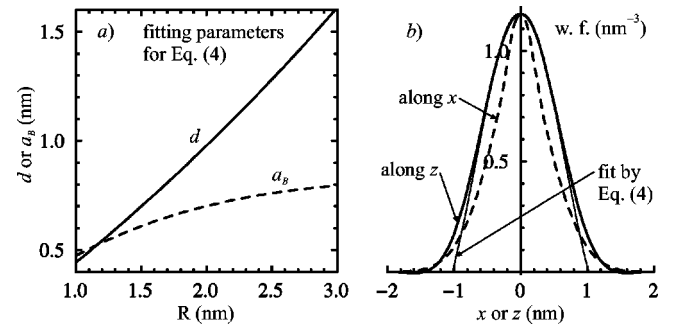 a)
fitting parameters
for Eq. (4)
d
a_B
d or a_B (nm)
1.5
1.0
0.5
1.0 1.5 2.0 2.5 3.0
R (nm)
b)
w. f. (nm⁻³)
1.0
0.5
along x
along z
fit by
Eq. (4)
−2 −1 0 1 2
x or z (nm)